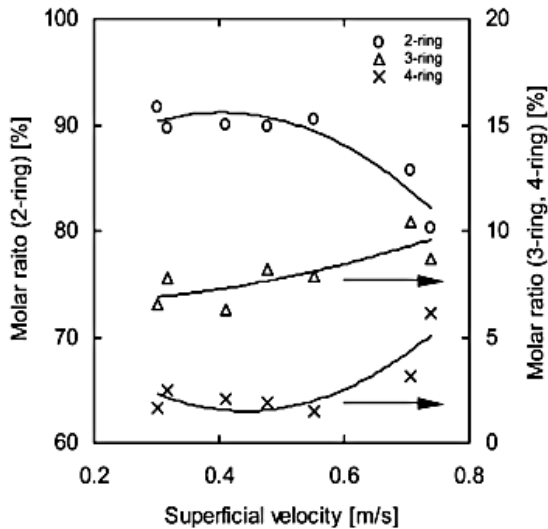 100
90
80
70
60
Molar raito (2-ring) [%]
2-ring
3-ring
4-ring
20
15
10
5
0
Molar ratio (3-ring, 4-ring) [%]
0.2
0.4
0.6
0.8
Superficial velocity [m/s]